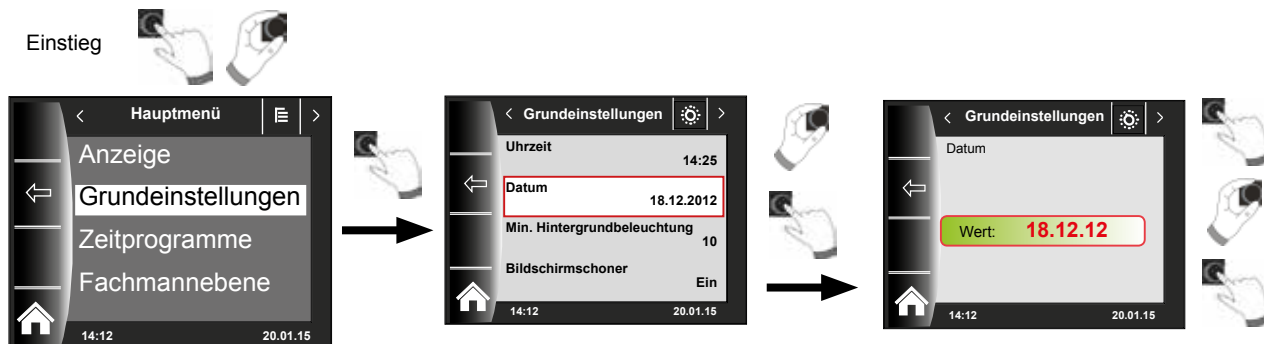 Einstieg
< Hauptmenü >
Anzeige
Grundeinstellungen
Zeitprogramme
Fachmannebene
14:12 20.01.15
< Grundeinstellungen >
Uhrzeit
14:25
Datum
18.12.2012
Min. Hintergrundbeleuchtung
10
Bildschirmschoner
Ein
14:12 20.01.15
< Grundeinstellungen >
Datum
Wert: 18.12.12
14:12 20.01.15